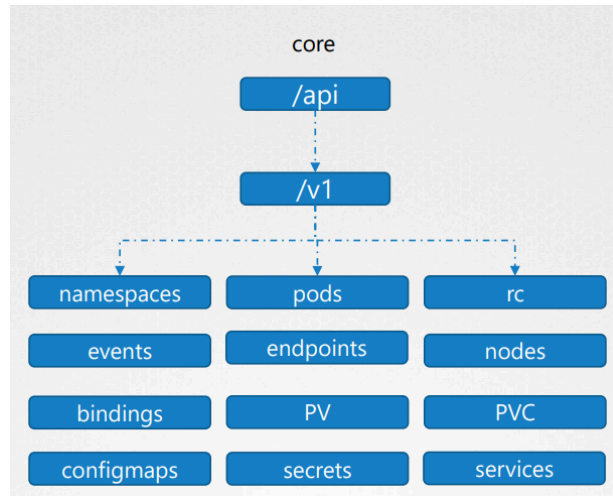 core
/api
/v1
namespaces
pods
rc
events
endpoints
nodes
bindings
PV
PVC
configmaps
secrets
services